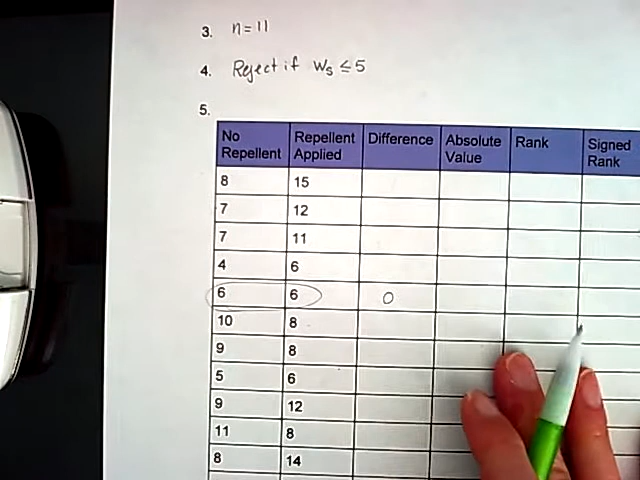 3. n=11
4. Reject if Ws ≤5
5.
No Repellent Repellent Applied Difference Absolute Value Rank Signed Rank
8 15
7 12
7 11
4 6
6 6 0
10 8
9 8
5 6
9 12
11 8
8 14